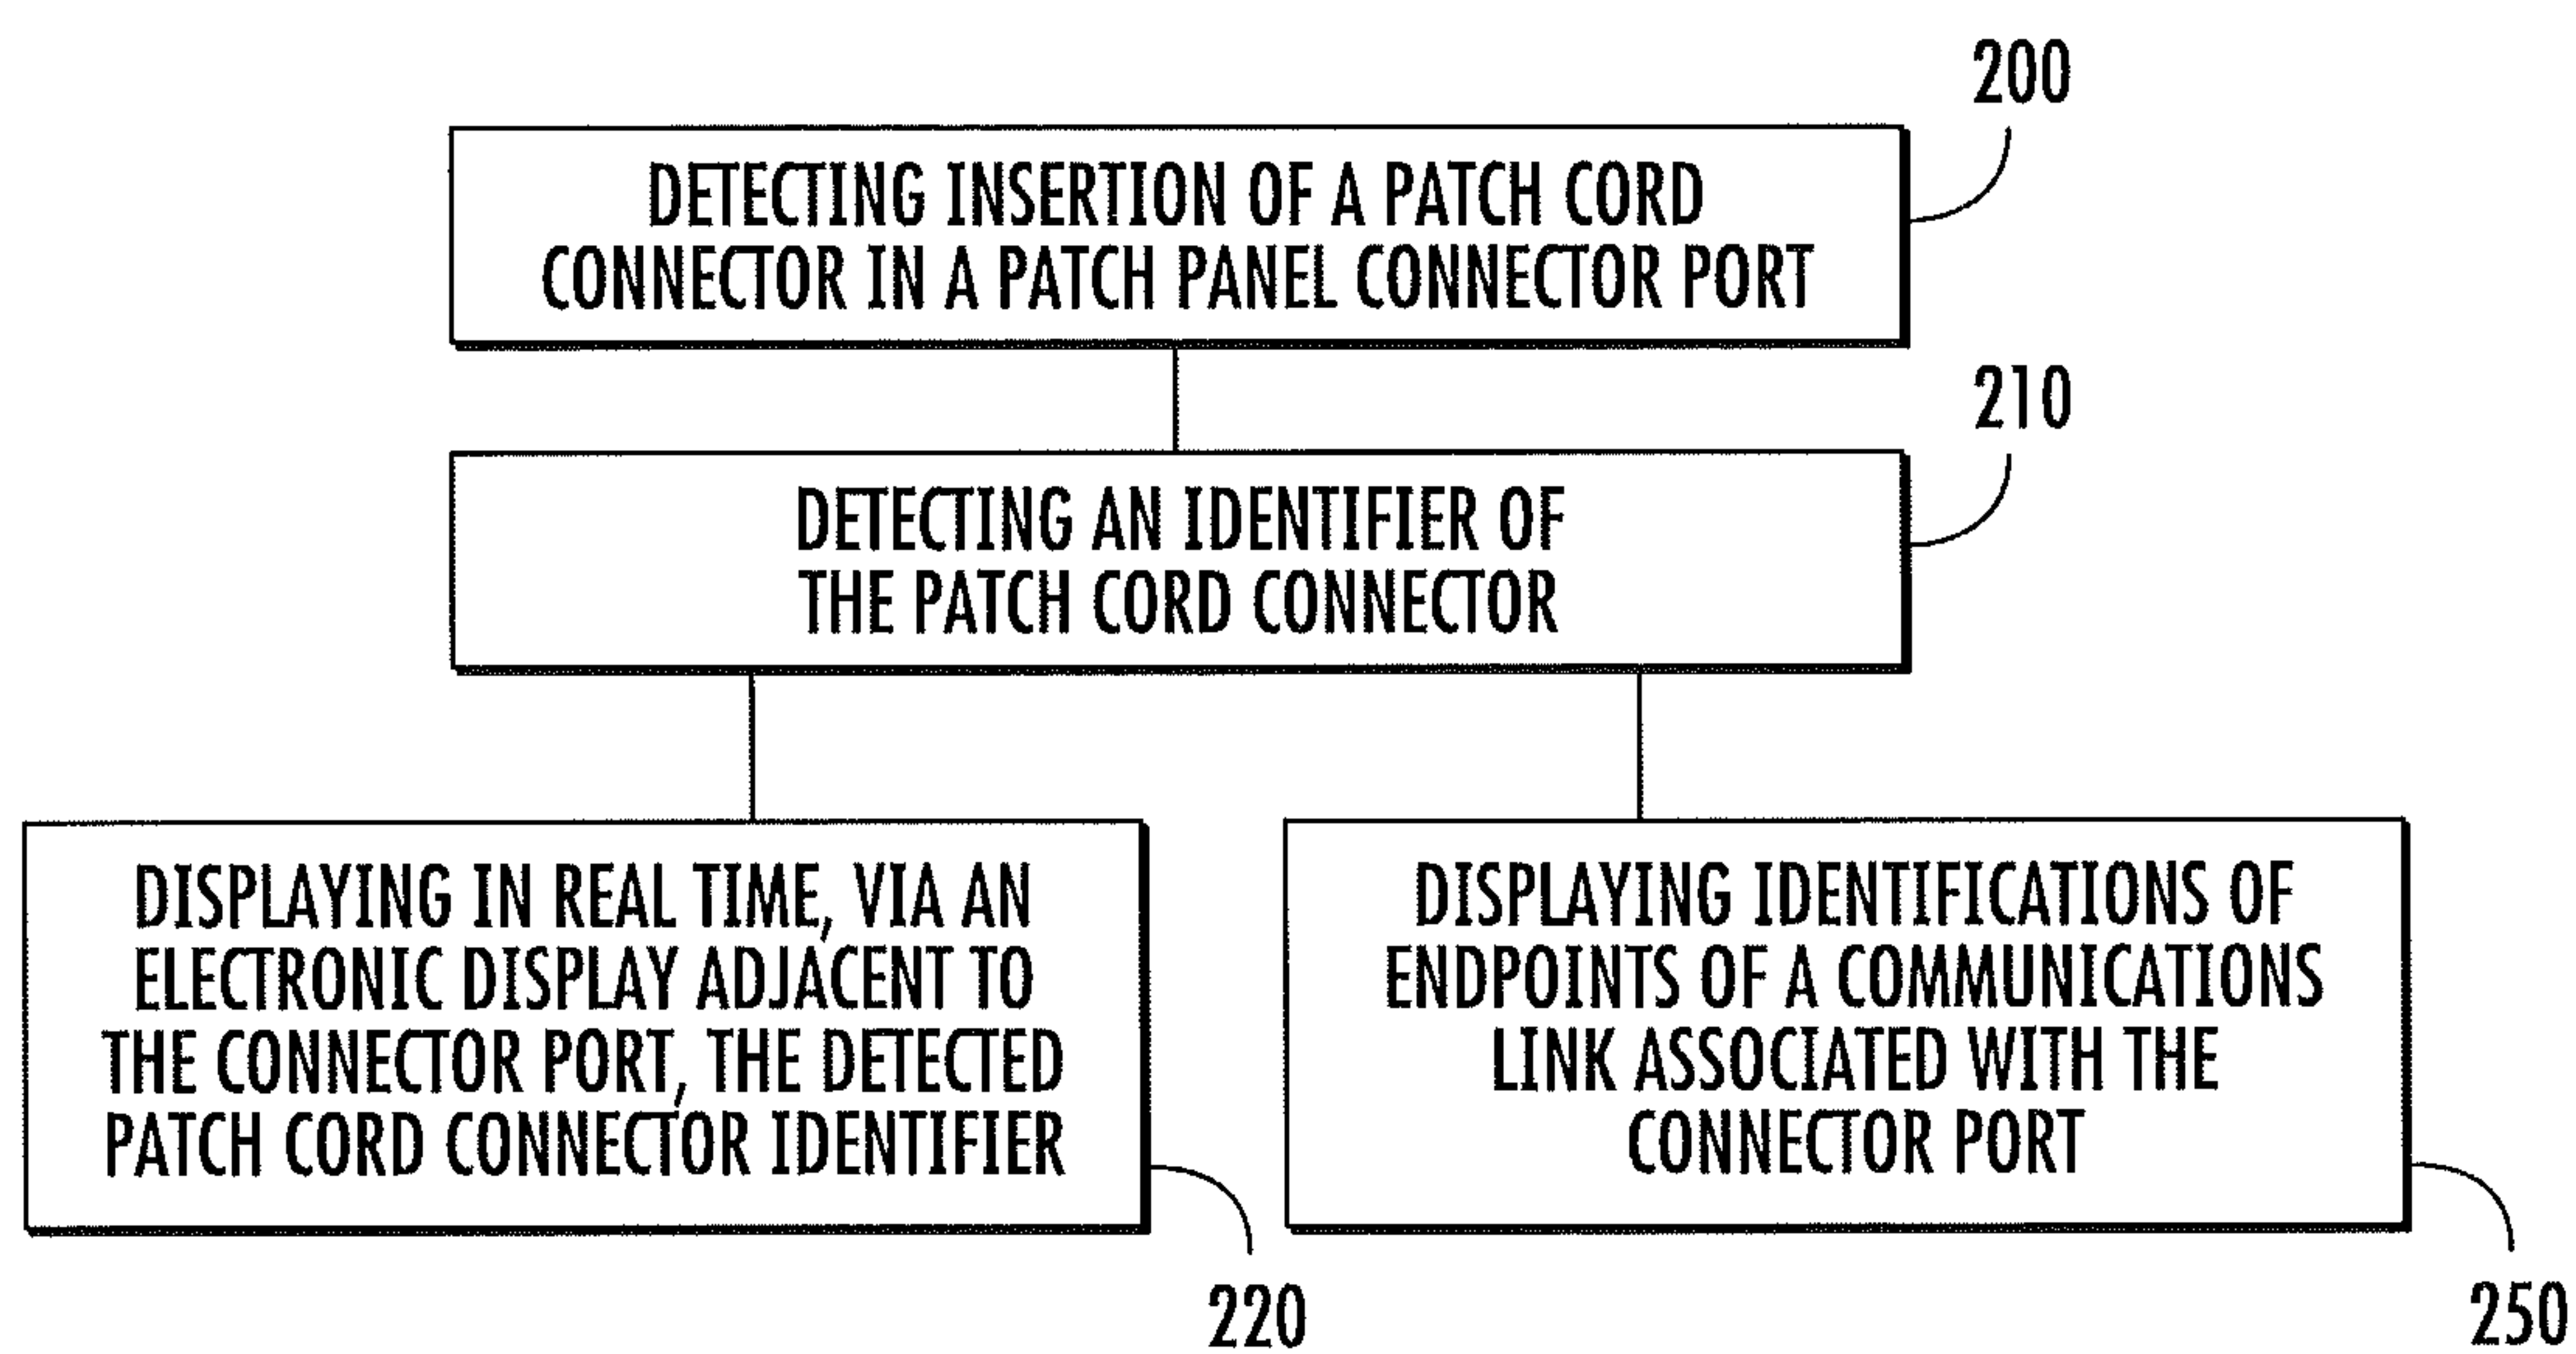 200
DETECTING INSERTION OF A PATCH CORD
CONNECTOR IN A PATCH PANEL CONNECTOR PORT
210
DETECTING AN IDENTIFIER OF
THE PATCH CORD CONNECTOR
DISPLAYING IN REAL TIME, VIA AN
ELECTRONIC DISPLAY ADJACENT TO
THE CONNECTOR PORT, THE DETECTED
PATCH CORD CONNECTOR IDENTIFIER
220
DISPLAYING IDENTIFICATIONS OF
ENDPOINTS OF A COMMUNICATIONS
LINK ASSOCIATED WITH THE
CONNECTOR PORT
250